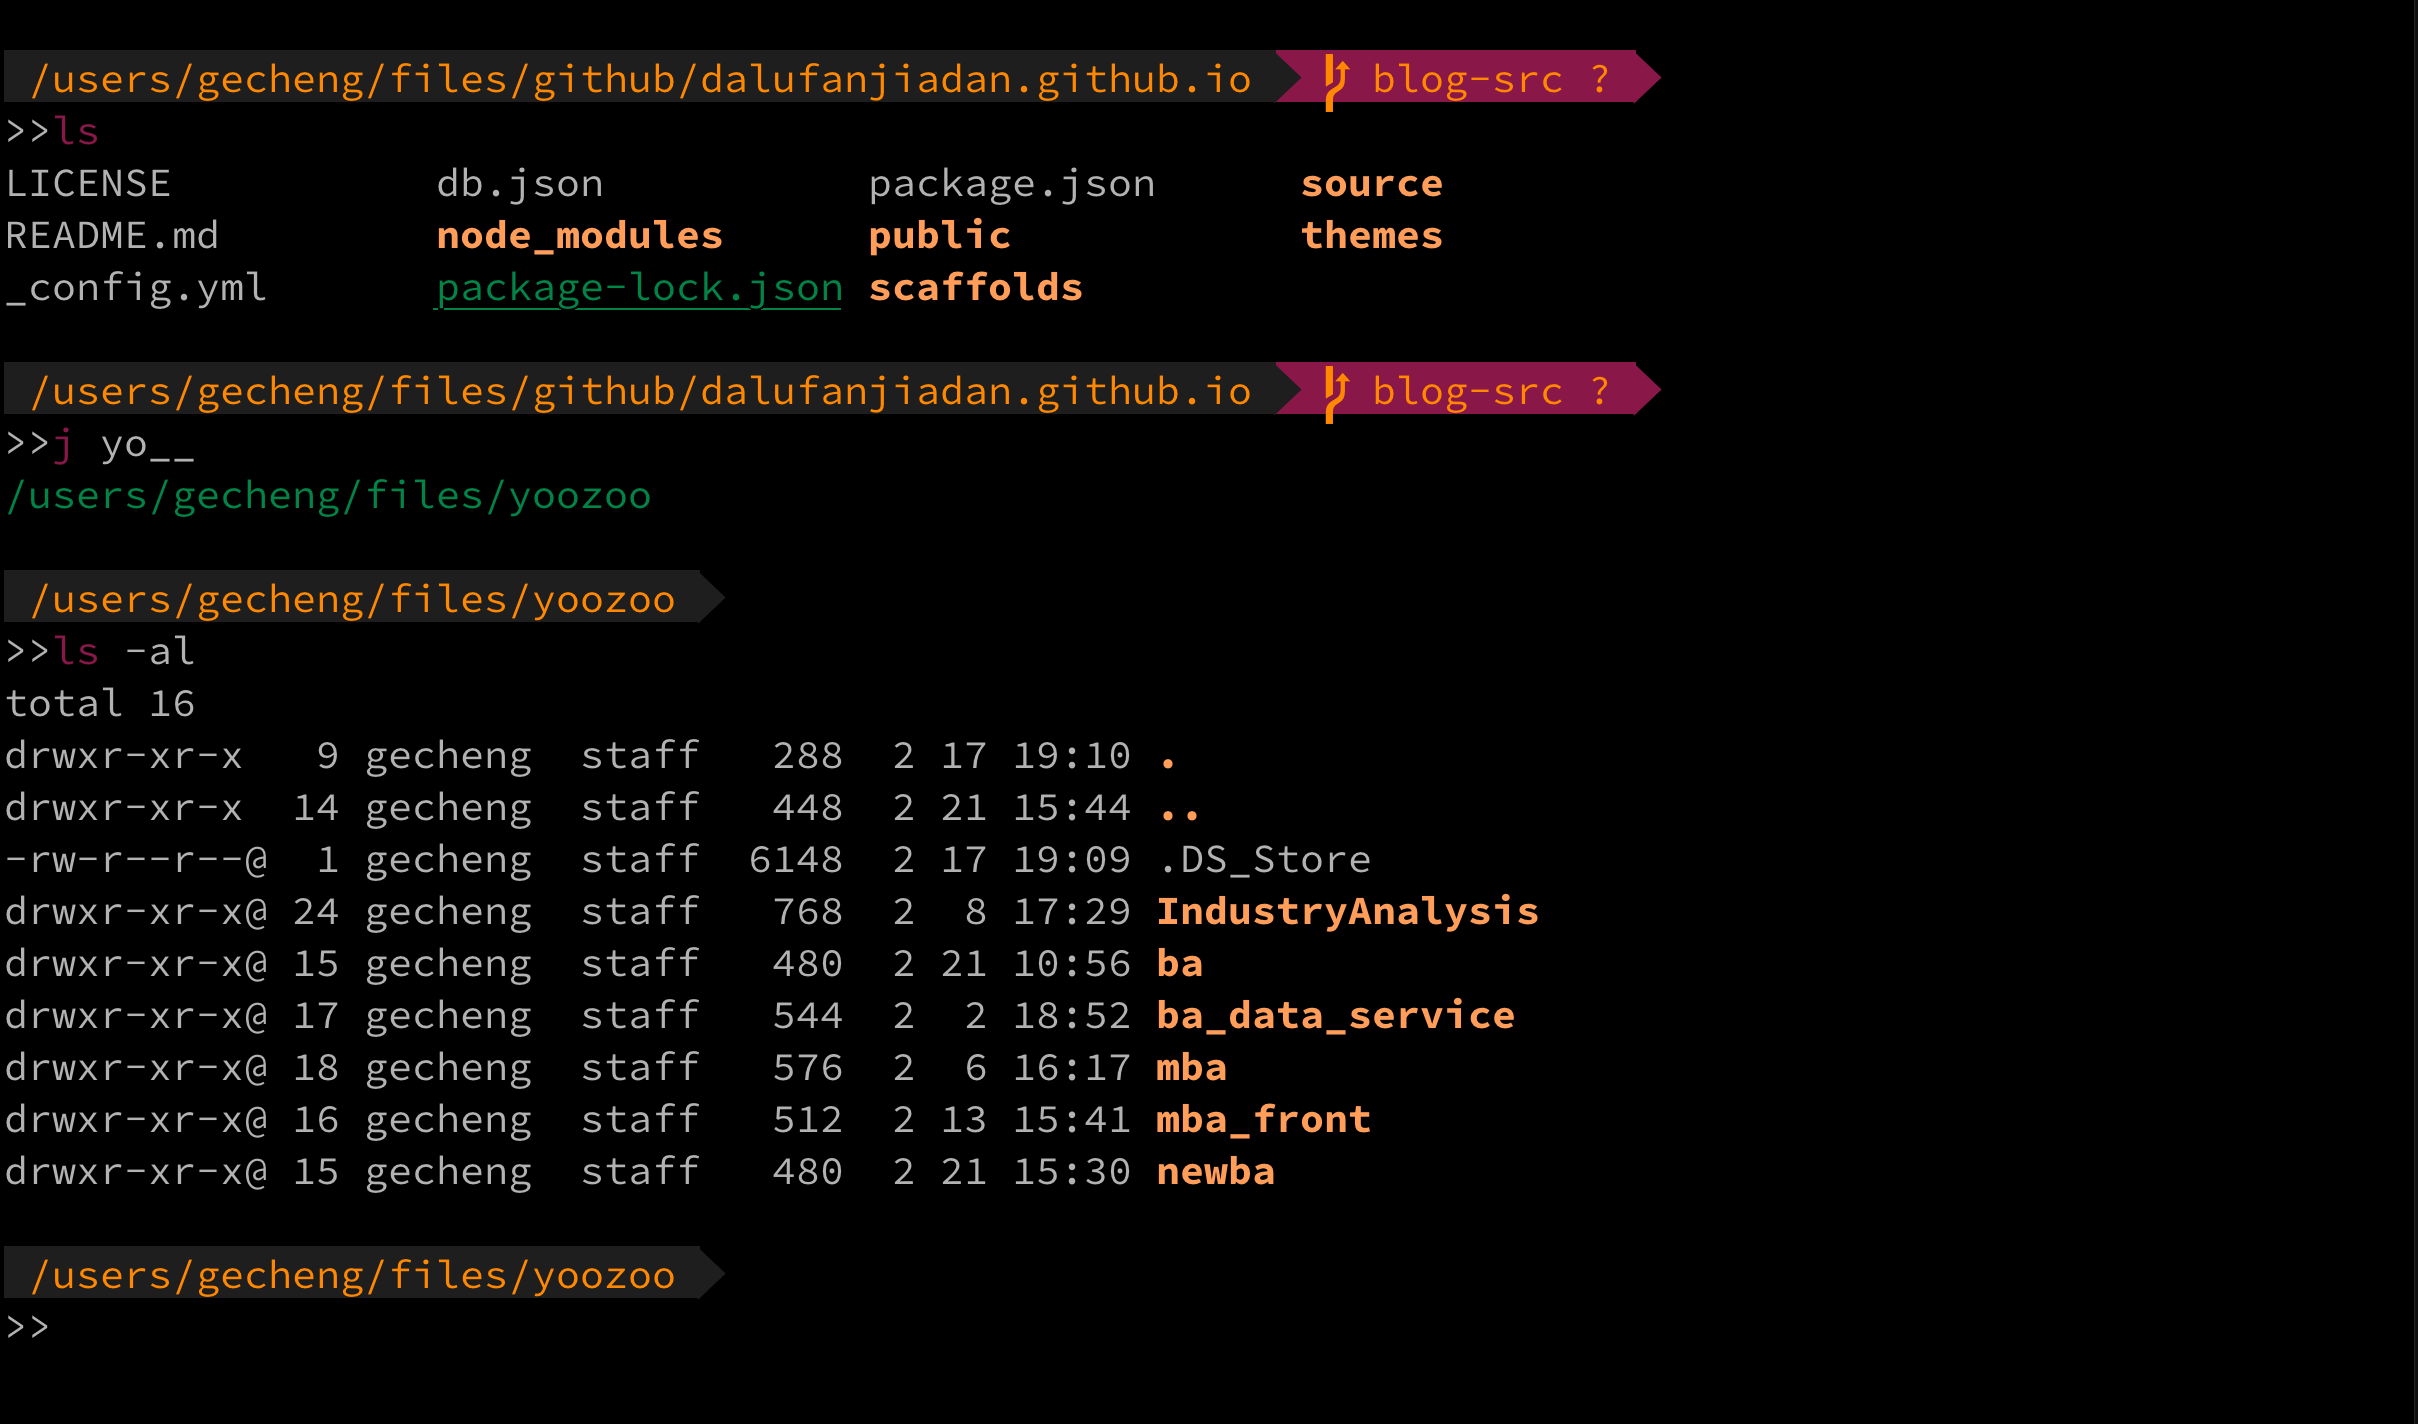 /users/gecheng/files/github/dalufanjiadan.github.io blog-src ?
>>ls
LICENSE db.json package.json source
README.md node_modules public themes
_config.yml package-lock.json scaffolds
/users/gecheng/files/github/dalufanjiadan.github.io blog-src ?
>>j yo__
/users/gecheng/files/yoozoo
/users/gecheng/files/yoozoo
>>ls -al
total 16
drwxr-xr-x 9 gecheng staff 288 2 17 19:10 .
drwxr-xr-x 14 gecheng staff 448 2 21 15:44 ..
-rw-r--r--@ 1 gecheng staff 6148 2 17 19:09 .DS_Store
drwxr-xr-x@ 24 gecheng staff 768 2 8 17:29 IndustryAnalysis
drwxr-xr-x@ 15 gecheng staff 480 2 21 10:56 ba
drwxr-xr-x@ 17 gecheng staff 544 2 2 18:52 ba_data_service
drwxr-xr-x@ 18 gecheng staff 576 2 6 16:17 mba
drwxr-xr-x@ 16 gecheng staff 512 2 13 15:41 mba_front
drwxr-xr-x@ 15 gecheng staff 480 2 21 15:30 newba
/users/gecheng/files/yoozoo
>>